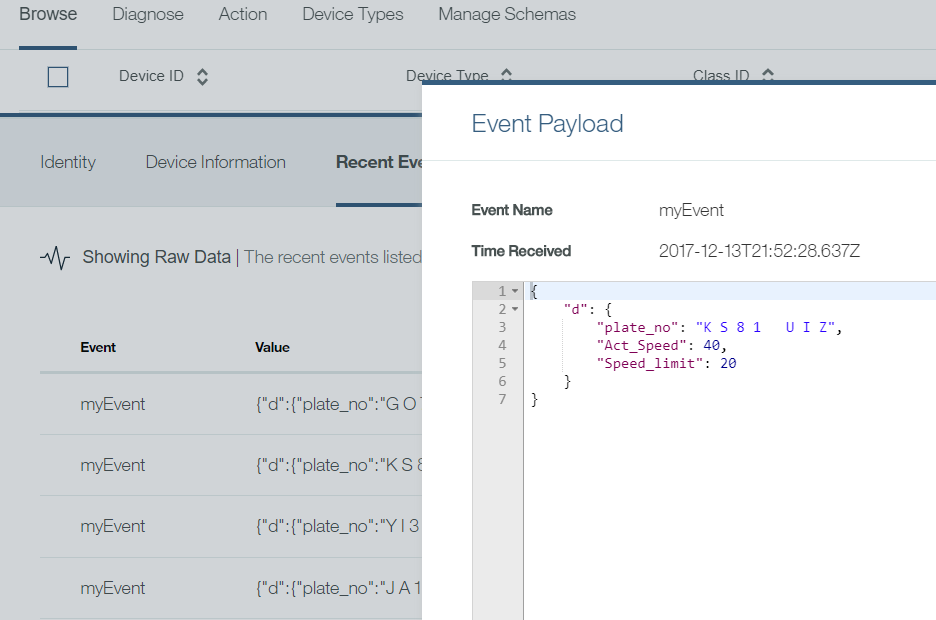 Browse Diagnose Action Device Types Manage Schemas
Device ID Device Type Class ID
Event Payload
Identity Device Information Recent Eve
Event Name myEvent
Showing Raw Data | The recent events listed
Time Received 2017-12-13T21:52:28.637Z
1 {
2 "d": {
3 "plate_no": "K S 8 1   U I Z",
4 "Act_Speed": 40,
5 "Speed_limit": 20
6 }
7 }
Event Value
myEvent {"d":{"plate_no":"G O
myEvent {"d":{"plate_no":"K S 8
myEvent {"d":{"plate_no":"Y I 3
myEvent {"d":{"plate_no":"J A 1